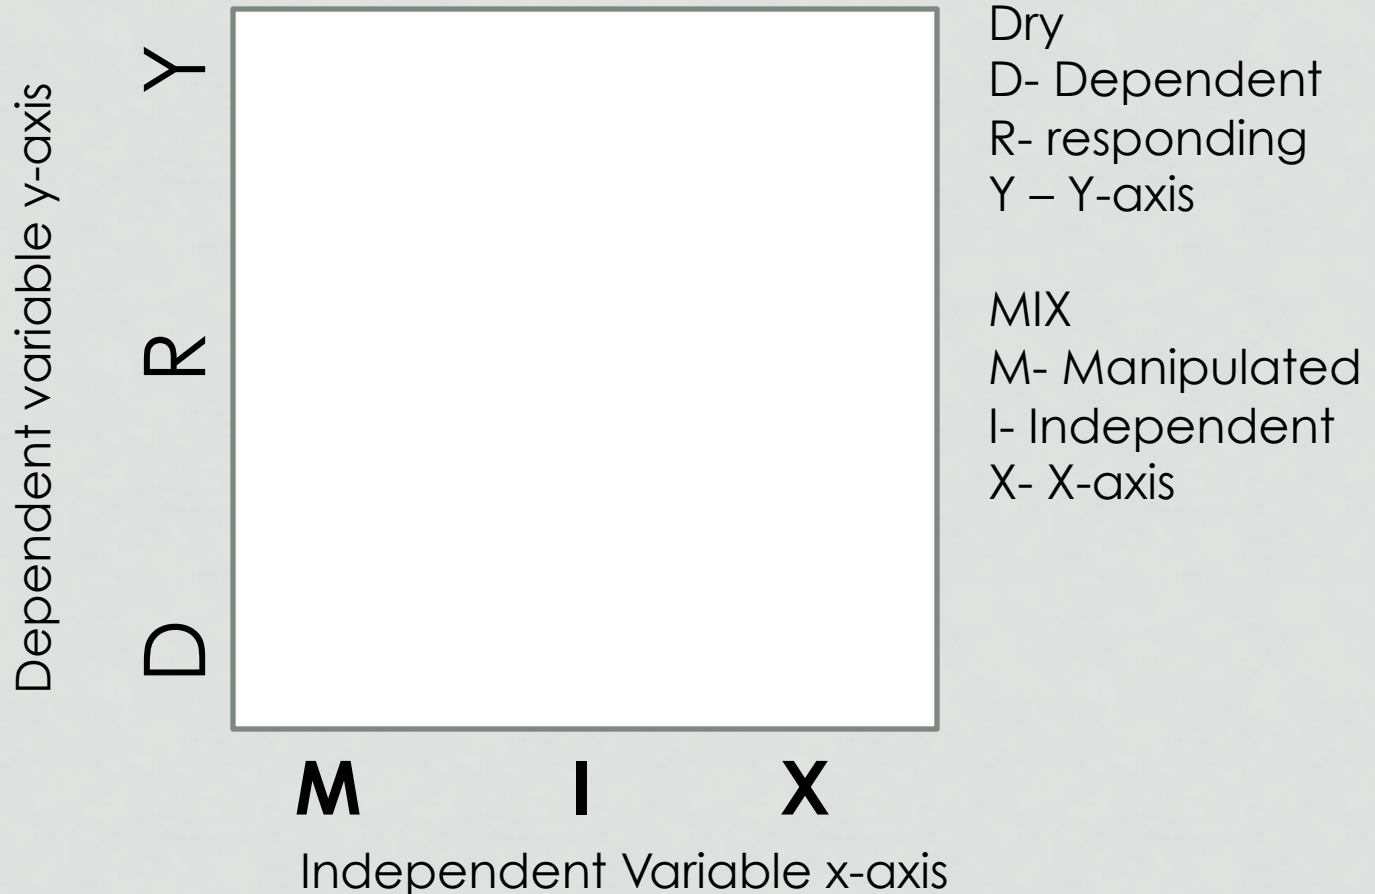 Dependent variable y-axis
D R Y
M I X
Independent Variable x-axis
Dry
D- Dependent
R- responding
Y – Y-axis
MIX
M- Manipulated
I- Independent
X- X-axis